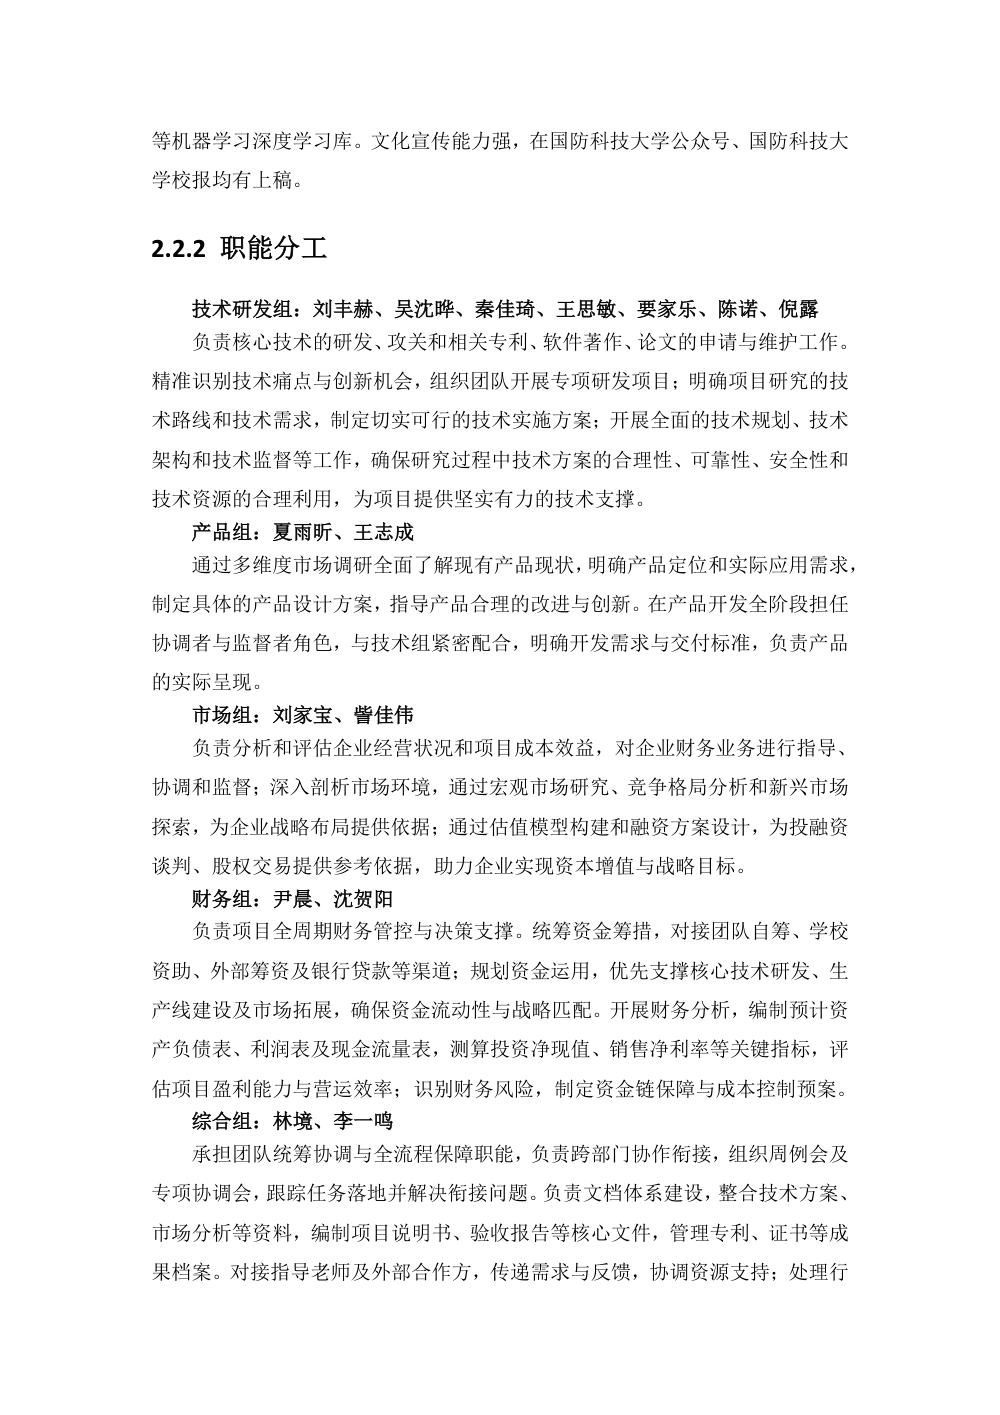 等机器学习深度学习库。文化宣传能力强，在国防科技大学公众号、国防科技大
学校报均有上稿。
2.2.2 职能分工
技术研发组：刘丰赫、吴沈晔、秦佳琦、王思敏、要家乐、陈诺、倪露
负责核心技术的研发、攻关和相关专利、软件著作、论文的申请与维护工作。
精准识别技术痛点与创新机会，组织团队开展专项研发项目；明确项目研究的技
术路线和技术需求，制定切实可行的技术实施方案；开展全面的技术规划、技术
架构和技术监督等工作，确保研究过程中技术方案的合理性、可靠性、安全性和
技术资源的合理利用，为项目提供坚实有力的技术支撑。
产品组：夏雨昕、王志成
通过多维度市场调研全面了解现有产品现状，明确产品定位和实际应用需求，
制定具体的产品设计方案，指导产品合理的改进与创新。在产品开发全阶段担任
协调者与监督者角色，与技术组紧密配合，明确开发需求与交付标准，负责产品
的实际呈现。
市场组：刘家宝、訾佳伟
负责分析和评估企业经营状况和项目成本效益，对企业财务业务进行指导、
协调和监督；深入剖析市场环境，通过宏观市场研究、竞争格局分析和新兴市场
探索，为企业战略布局提供依据；通过估值模型构建和融资方案设计，为投融资
谈判、股权交易提供参考依据，助力企业实现资本增值与战略目标。
财务组：尹晨、沈贺阳
负责项目全周期财务管控与决策支撑。统筹资金筹措，对接团队自筹、学校
资助、外部筹资及银行贷款等渠道；规划资金运用，优先支撑核心技术研发、生
产线建设及市场拓展，确保资金流动性与战略匹配。开展财务分析，编制预计资
产负债表、利润表及现金流量表，测算投资净现值、销售净利率等关键指标，评
估项目盈利能力与营运效率；识别财务风险，制定资金链保障与成本控制预案。
综合组：林境、李一鸣
承担团队统筹协调与全流程保障职能，负责跨部门协作衔接，组织周例会及
专项协调会，跟踪任务落地并解决衔接问题。负责文档体系建设，整合技术方案、
市场分析等资料，编制项目说明书、验收报告等核心文件，管理专利、证书等成
果档案。对接指导老师及外部合作方，传递需求与反馈，协调资源支持；处理行